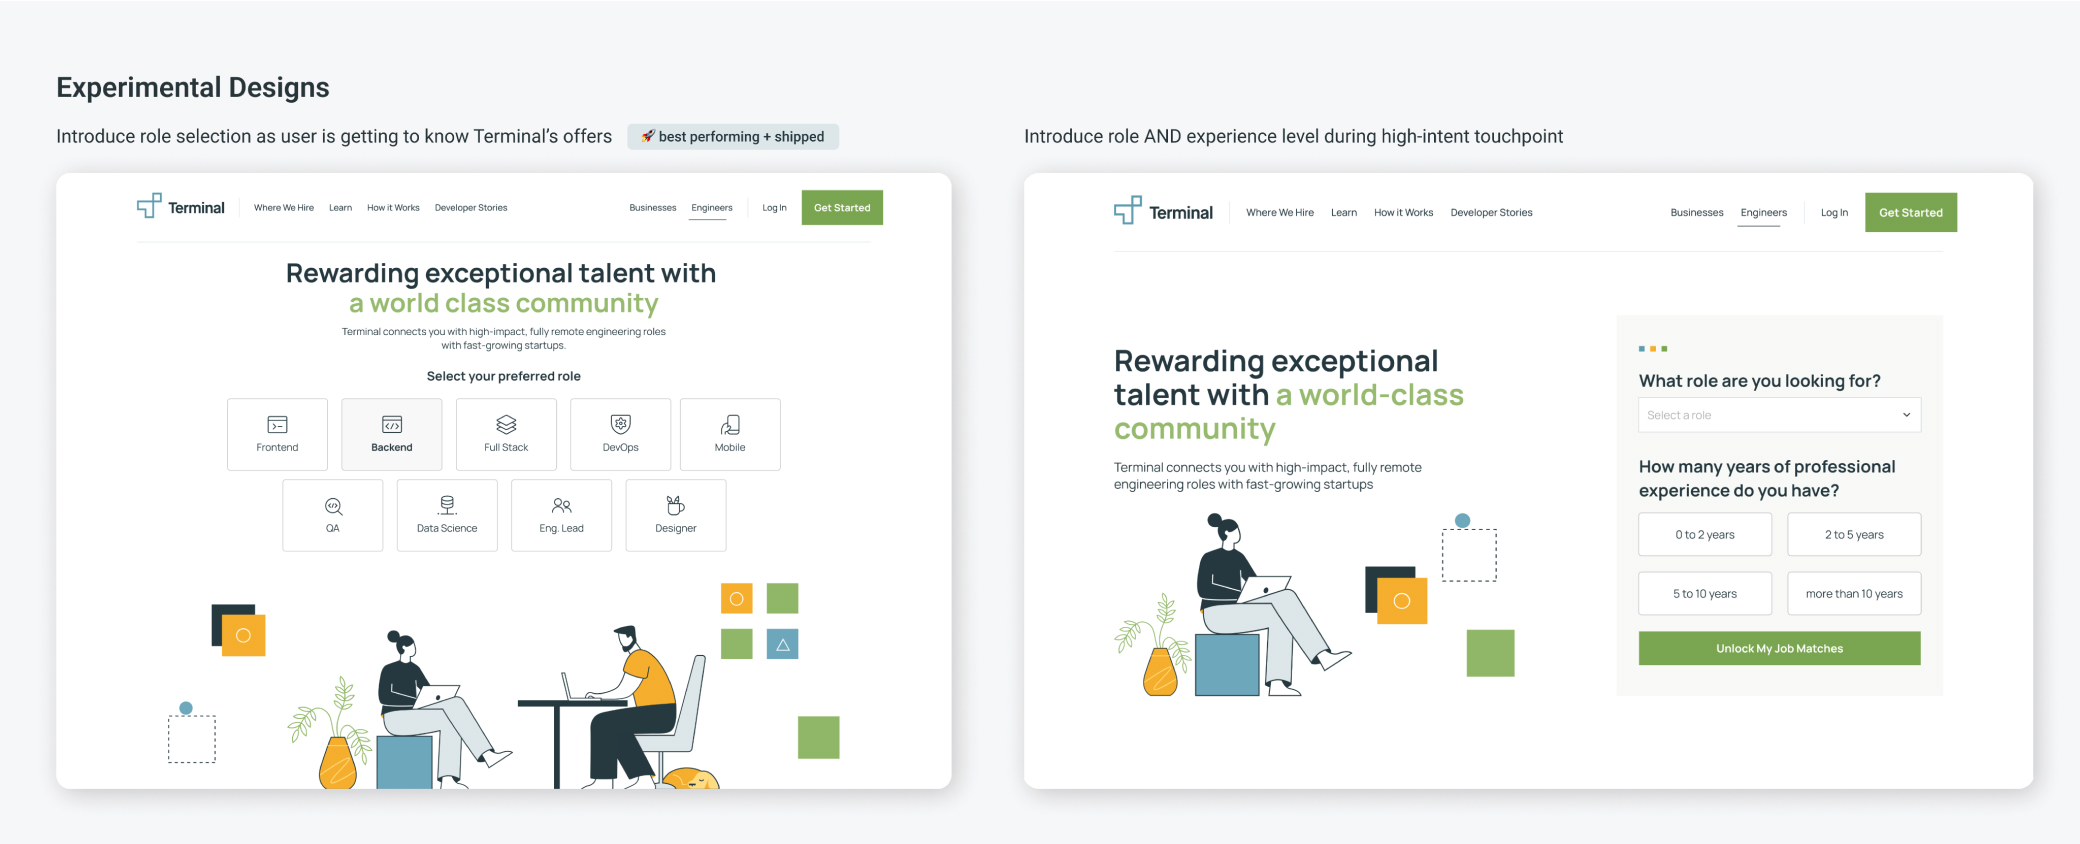 Experimental Designs
Introduce role selection as user is getting to know Terminal's offers
🚀 best performing + shipped
Terminal
Where We Hire
Learn
How it Works
Developer Stories
Businesses
Engineers
Log In
Get Started
Rewarding exceptional talent with
a world class community
Terminal connects you with high-impact, fully remote engineering roles
with fast-growing startups.
Select your preferred role
Frontend
Backend
Full Stack
DevOps
Mobile
QA
Data Science
Eng. Lead
Designer
Introduce role AND experience level during high-intent touchpoint
Terminal
Where We Hire
Learn
How it Works
Developer Stories
Businesses
Engineers
Log In
Get Started
Rewarding exceptional
talent with a world-class
community
Terminal connects you with high-impact, fully remote
engineering roles with fast-growing startups
What role are you looking for?
Select a role
How many years of professional
experience do you have?
0 to 2 years
2 to 5 years
5 to 10 years
more than 10 years
Unlock My Job Matches